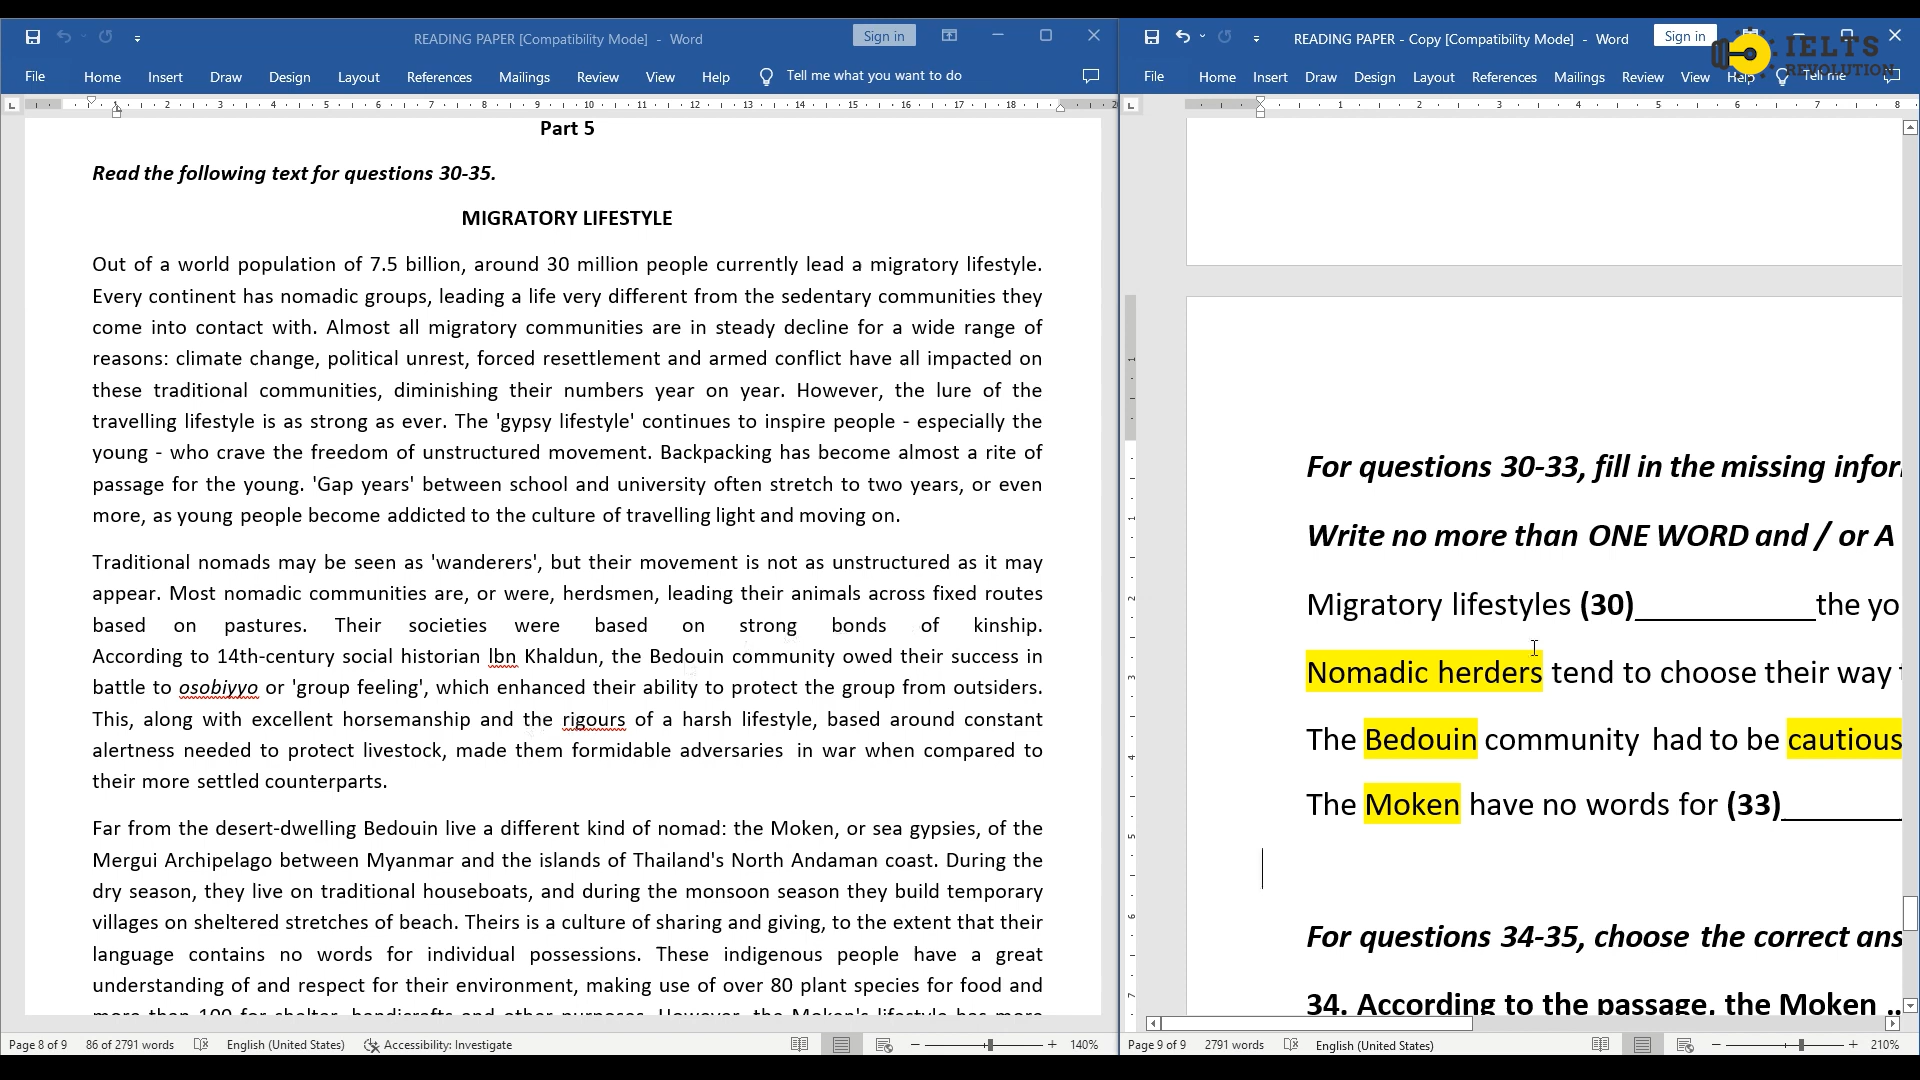 READING PAPER [Compatibility Mode] - Word
Sign in
File Home Insert Draw Design Layout References Mailings Review View Help Tell me what you want to do
Part 5
Read the following text for questions 30-35.
MIGRATORY LIFESTYLE
Out of a world population of 7.5 billion, around 30 million people currently lead a migratory lifestyle.
Every continent has nomadic groups, leading a life very different from the sedentary communities they
come into contact with. Almost all migratory communities are in steady decline for a wide range of
reasons: climate change, political unrest, forced resettlement and armed conflict have all impacted on
these traditional communities, diminishing their numbers year on year. However, the lure of the
travelling lifestyle is as strong as ever. The 'gypsy lifestyle' continues to inspire people - especially the
young - who crave the freedom of unstructured movement. Backpacking has become almost a rite of
passage for the young. 'Gap years' between school and university often stretch to two years, or even
more, as young people become addicted to the culture of travelling light and moving on.
Traditional nomads may be seen as 'wanderers', but their movement is not as unstructured as it may
appear. Most nomadic communities are, or were, herdsmen, leading their animals across fixed routes
based on pastures. Their societies were based on strong bonds of kinship.
According to 14th-century social historian lbn Khaldun, the Bedouin community owed their success in
battle to osobiyyo or 'group feeling', which enhanced their ability to protect the group from outsiders.
This, along with excellent horsemanship and the rigours of a harsh lifestyle, based around constant
alertness needed to protect livestock, made them formidable adversaries in war when compared to
their more settled counterparts.
Far from the desert-dwelling Bedouin live a different kind of nomad: the Moken, or sea gypsies, of the
Mergui Archipelago between Myanmar and the islands of Thailand's North Andaman coast. During the
dry season, they live on traditional houseboats, and during the monsoon season they build temporary
villages on sheltered stretches of beach. Theirs is a culture of sharing and giving, to the extent that their
language contains no words for individual possessions. These indigenous people have a great
understanding of and respect for their environment, making use of over 80 plant species for food and
more than 100 for shelter, handicrafts and other purposes. However, the Moken's lifestyle has more
Page 8 of 9 86 of 2791 words English (United States) Accessibility: Investigate 140%
READING PAPER - Copy [Compatibility Mode] - Word
Sign in
IELTS
REVOLUTION
File Home Insert Draw Design Layout References Mailings Review View Help Tell me
For questions 30-33, fill in the missing infor
Write no more than ONE WORD and / or A
Migratory lifestyles (30)____________the yo
Nomadic herders tend to choose their way
The Bedouin community had to be cautious
The Moken have no words for (33)________
For questions 34-35, choose the correct ans
34. According to the passage, the Moken ..
Page 9 of 9 2791 words English (United States) 210%